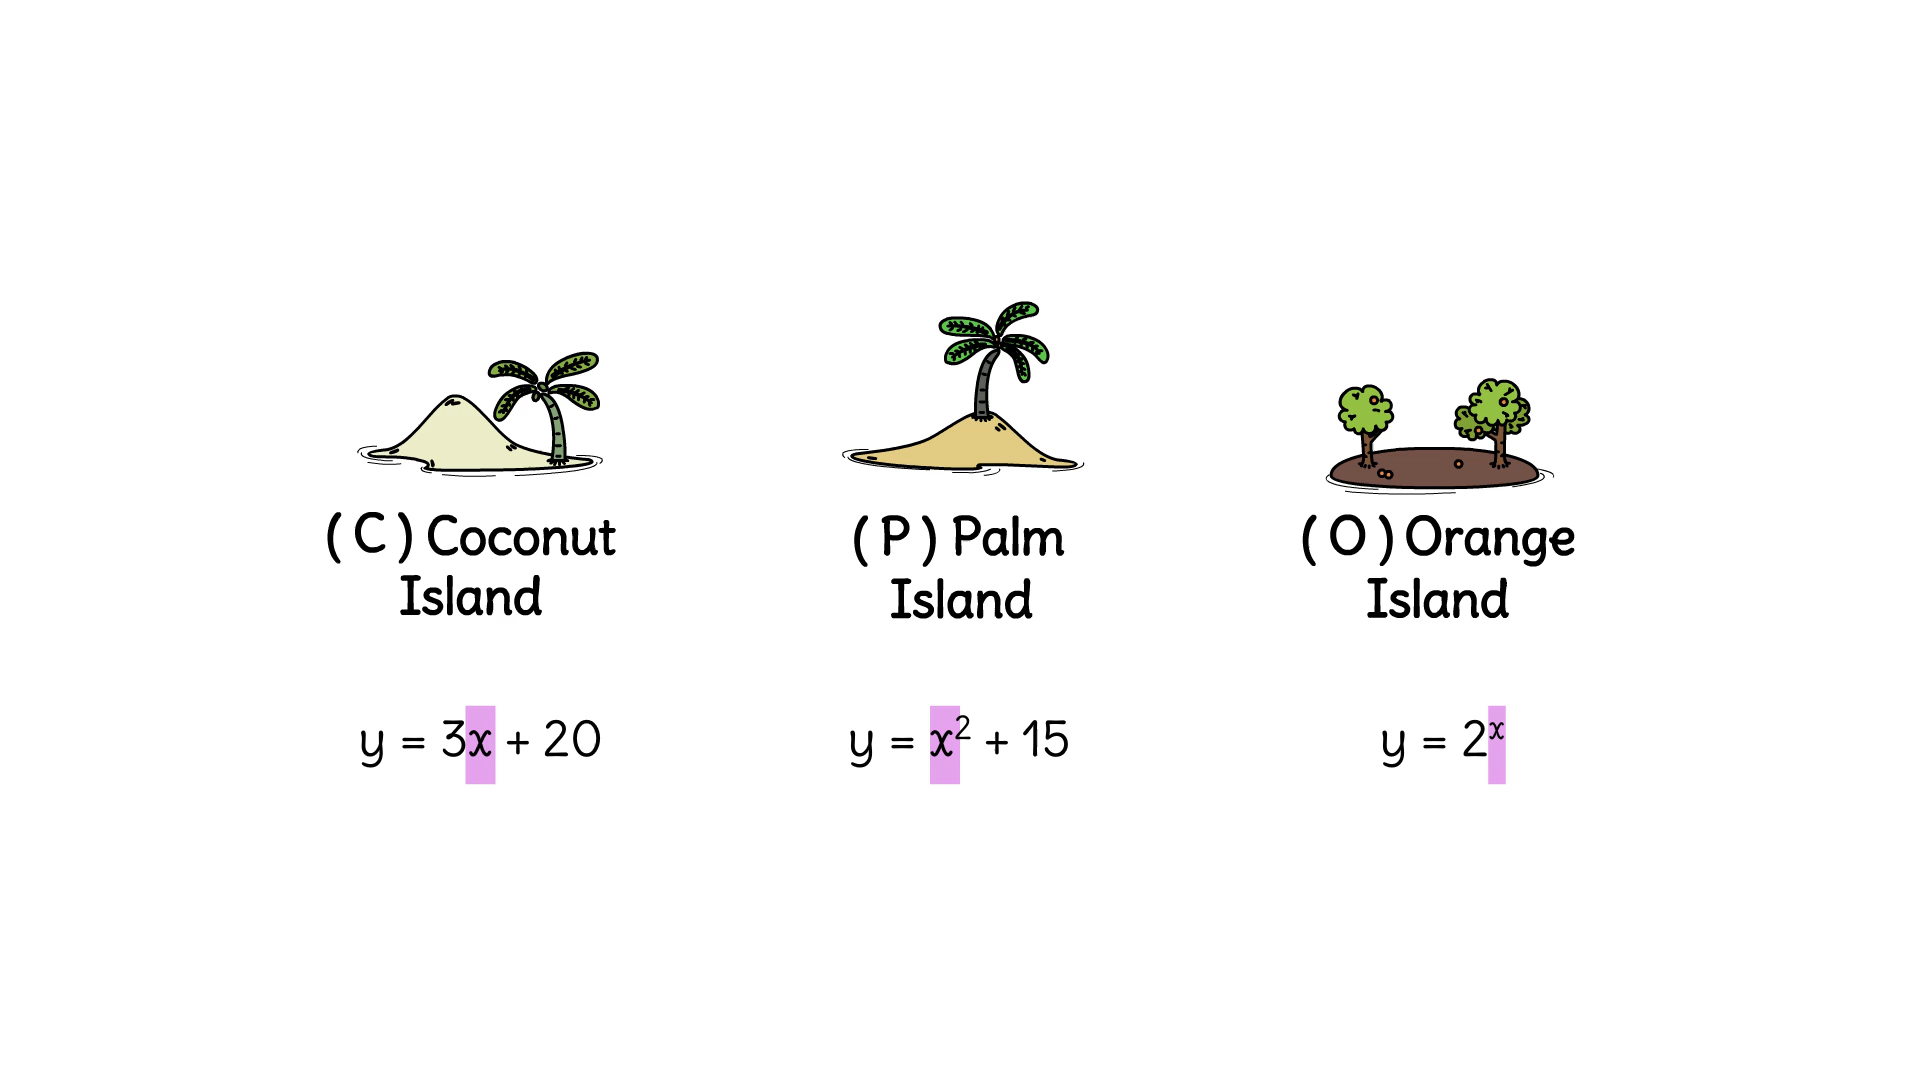 ( C ) Coconut
Island
y = 3x + 20
( P ) Palm
Island
y = x² + 15
( O ) Orange
Island
y = 2ˣ